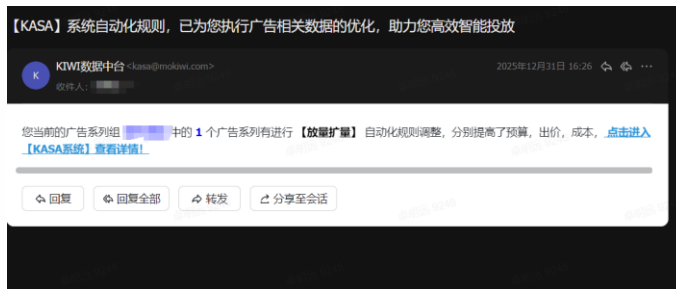 【KASA】系统自动化规则，已为您执行广告相关数据的优化，助力您高效智能投放
K
KIWI数据中台 <kasa@mokiwi.com>
2025年12月31日 16:26
收件人：
您当前的广告系列组 中的 1 个广告系列有进行 【放量扩量】 自动化规则调整，分别提高了预算，出价，成本， 点击进入
【KASA系统】查看详情！
回复
回复全部
转发
分享至会话